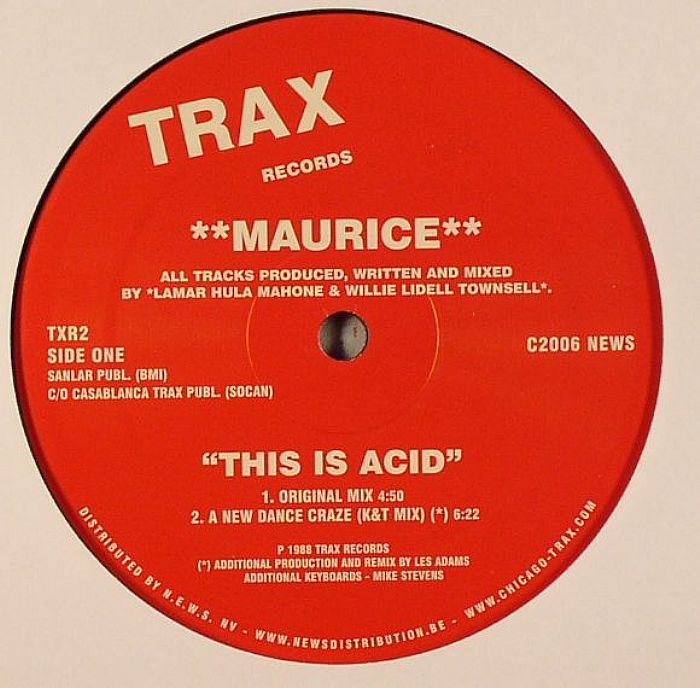 TRAX
RECORDS
**MAURICE**
ALL TRACKS PRODUCED, WRITTEN AND MIXED
BY *LAMAR HULA MAHONE & WILLIE LIDELL TOWNSELL*.
TXR2
SIDE ONE
SANLAR PUBL. (BMI)
C/O CASABLANCA TRAX PUBL. (SOCAN)
C2006 NEWS
“THIS IS ACID”
1. ORIGINAL MIX 4:50
2. A NEW DANCE CRAZE (K&T MIX) (*) 6:22
P 1988 TRAX RECORDS
(*) ADDITIONAL PRODUCTION AND REMIX BY LES ADAMS
ADDITIONAL KEYBOARDS - MIKE STEVENS
DISTRIBUTED BY N.E.W.S. NV - WWW.NEWSDISTRIBUTION.BE - WWW.CHICAGO-TRAX.COM